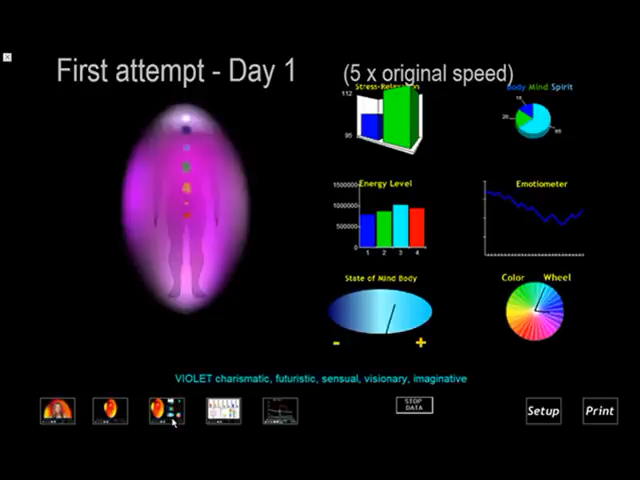 First attempt - Day 1
(5 x original speed)
Stress-Relaxation
112
95
Body Mind Spirit
Energy Level
1500000
1000000
500000
0
1 2 3 4
Emotiometer
State of Mind Body
- +
Color Wheel
VIOLET charismatic, futuristic, sensual, visionary, imaginative
STOP
DATA
Setup
Print